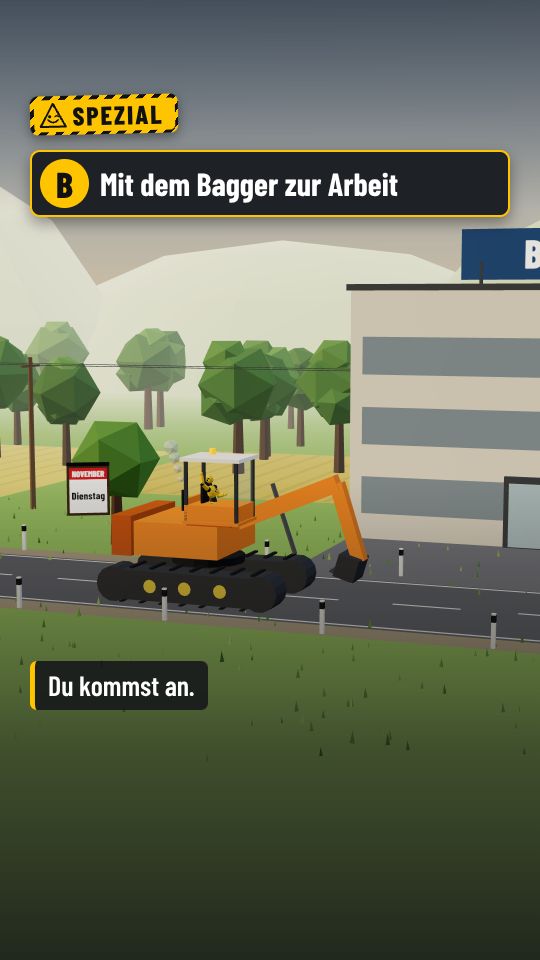 SPEZIAL
B Mit dem Bagger zur Arbeit
B
NOVEMBER
Dienstag
Du kommst an.